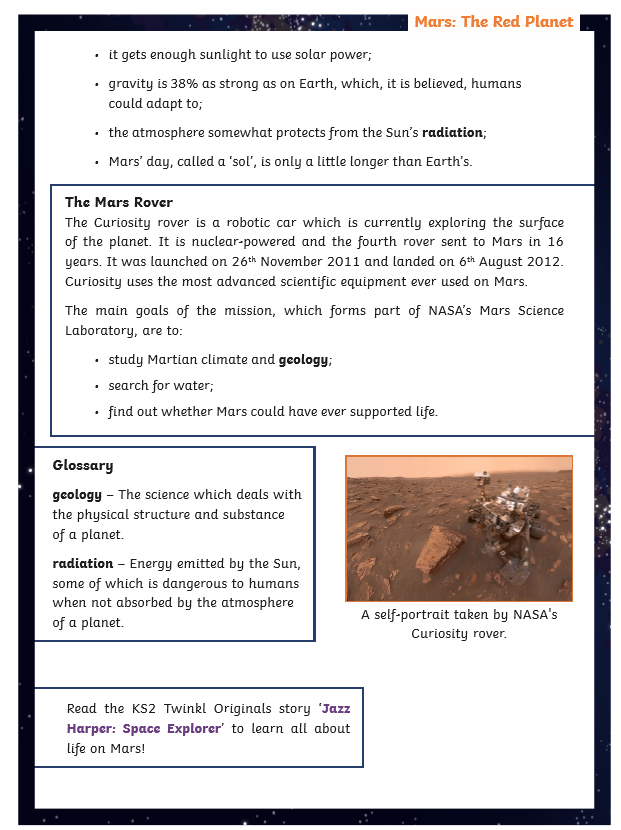 Mars: The Red Planet
• it gets enough sunlight to use solar power;
• gravity is 38% as strong as on Earth, which, it is believed, humans
could adapt to;
• the atmosphere somewhat protects from the Sun's radiation;
• Mars' day, called a 'sol', is only a little longer than Earth's.
The Mars Rover
The Curiosity rover is a robotic car which is currently exploring the surface
of the planet. It is nuclear-powered and the fourth rover sent to Mars in 16
years. It was launched on 26th November 2011 and landed on 6th August 2012.
Curiosity uses the most advanced scientific equipment ever used on Mars.
The main goals of the mission, which forms part of NASA's Mars Science
Laboratory, are to:
• study Martian climate and geology;
• search for water;
• find out whether Mars could have ever supported life.
Glossary
geology – The science which deals with
the physical structure and substance
of a planet.
radiation – Energy emitted by the Sun,
some of which is dangerous to humans
when not absorbed by the atmosphere
of a planet.
A self-portrait taken by NASA's
Curiosity rover.
Read the KS2 Twinkl Originals story 'Jazz
Harper: Space Explorer' to learn all about
life on Mars!